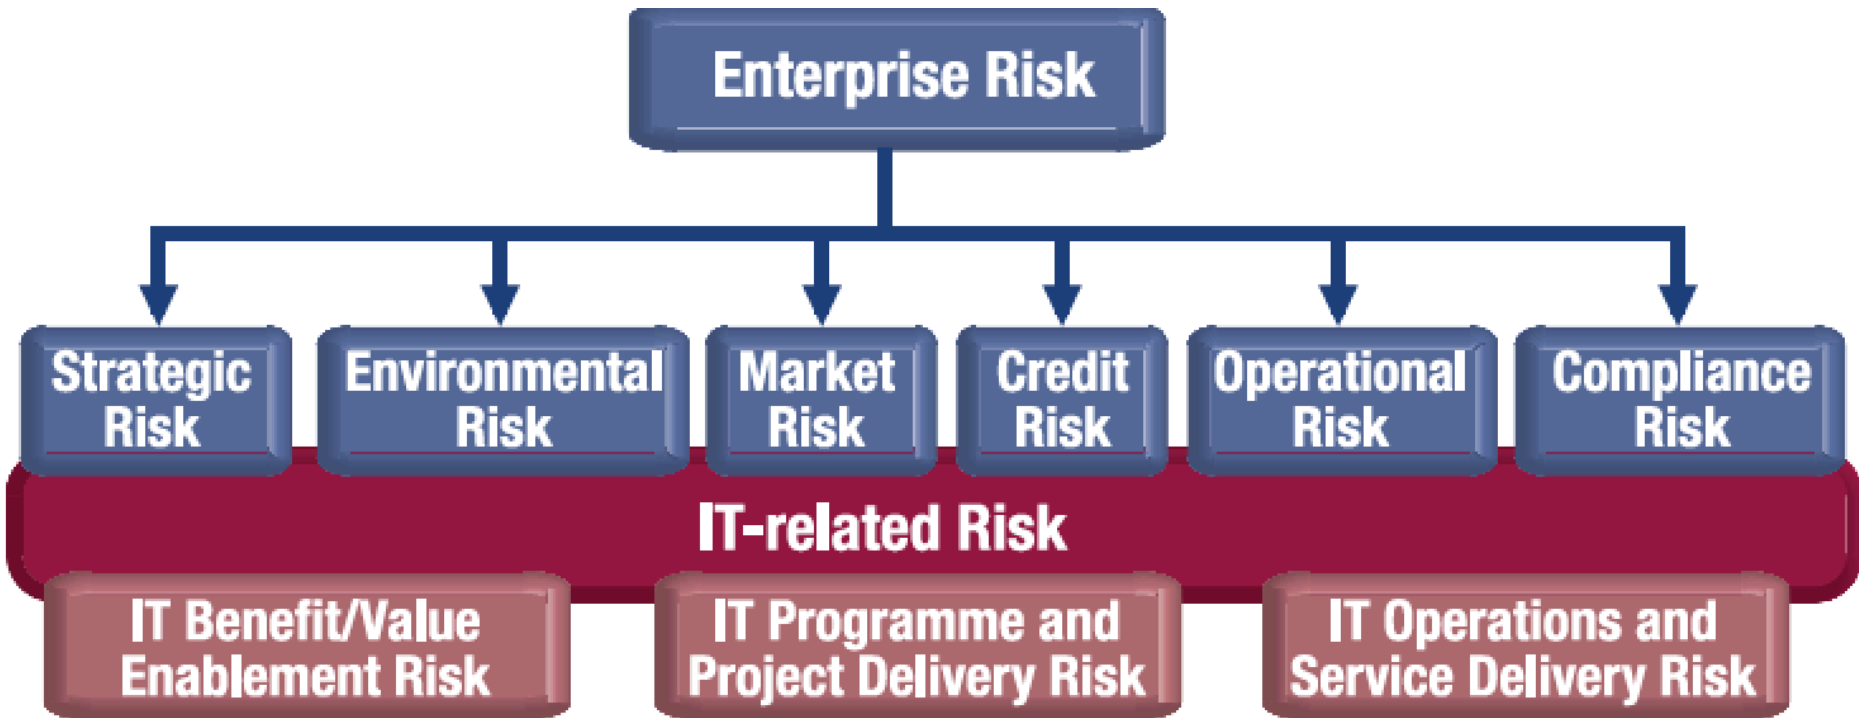 Enterprise Risk
Strategic
Risk
Environmental
Risk
Market
Risk
Credit
Risk
Operational
Risk
Compliance
Risk
IT-related Risk
IT Benefit/Value
Enablement Risk
IT Programme and
Project Delivery Risk
IT Operations and
Service Delivery Risk